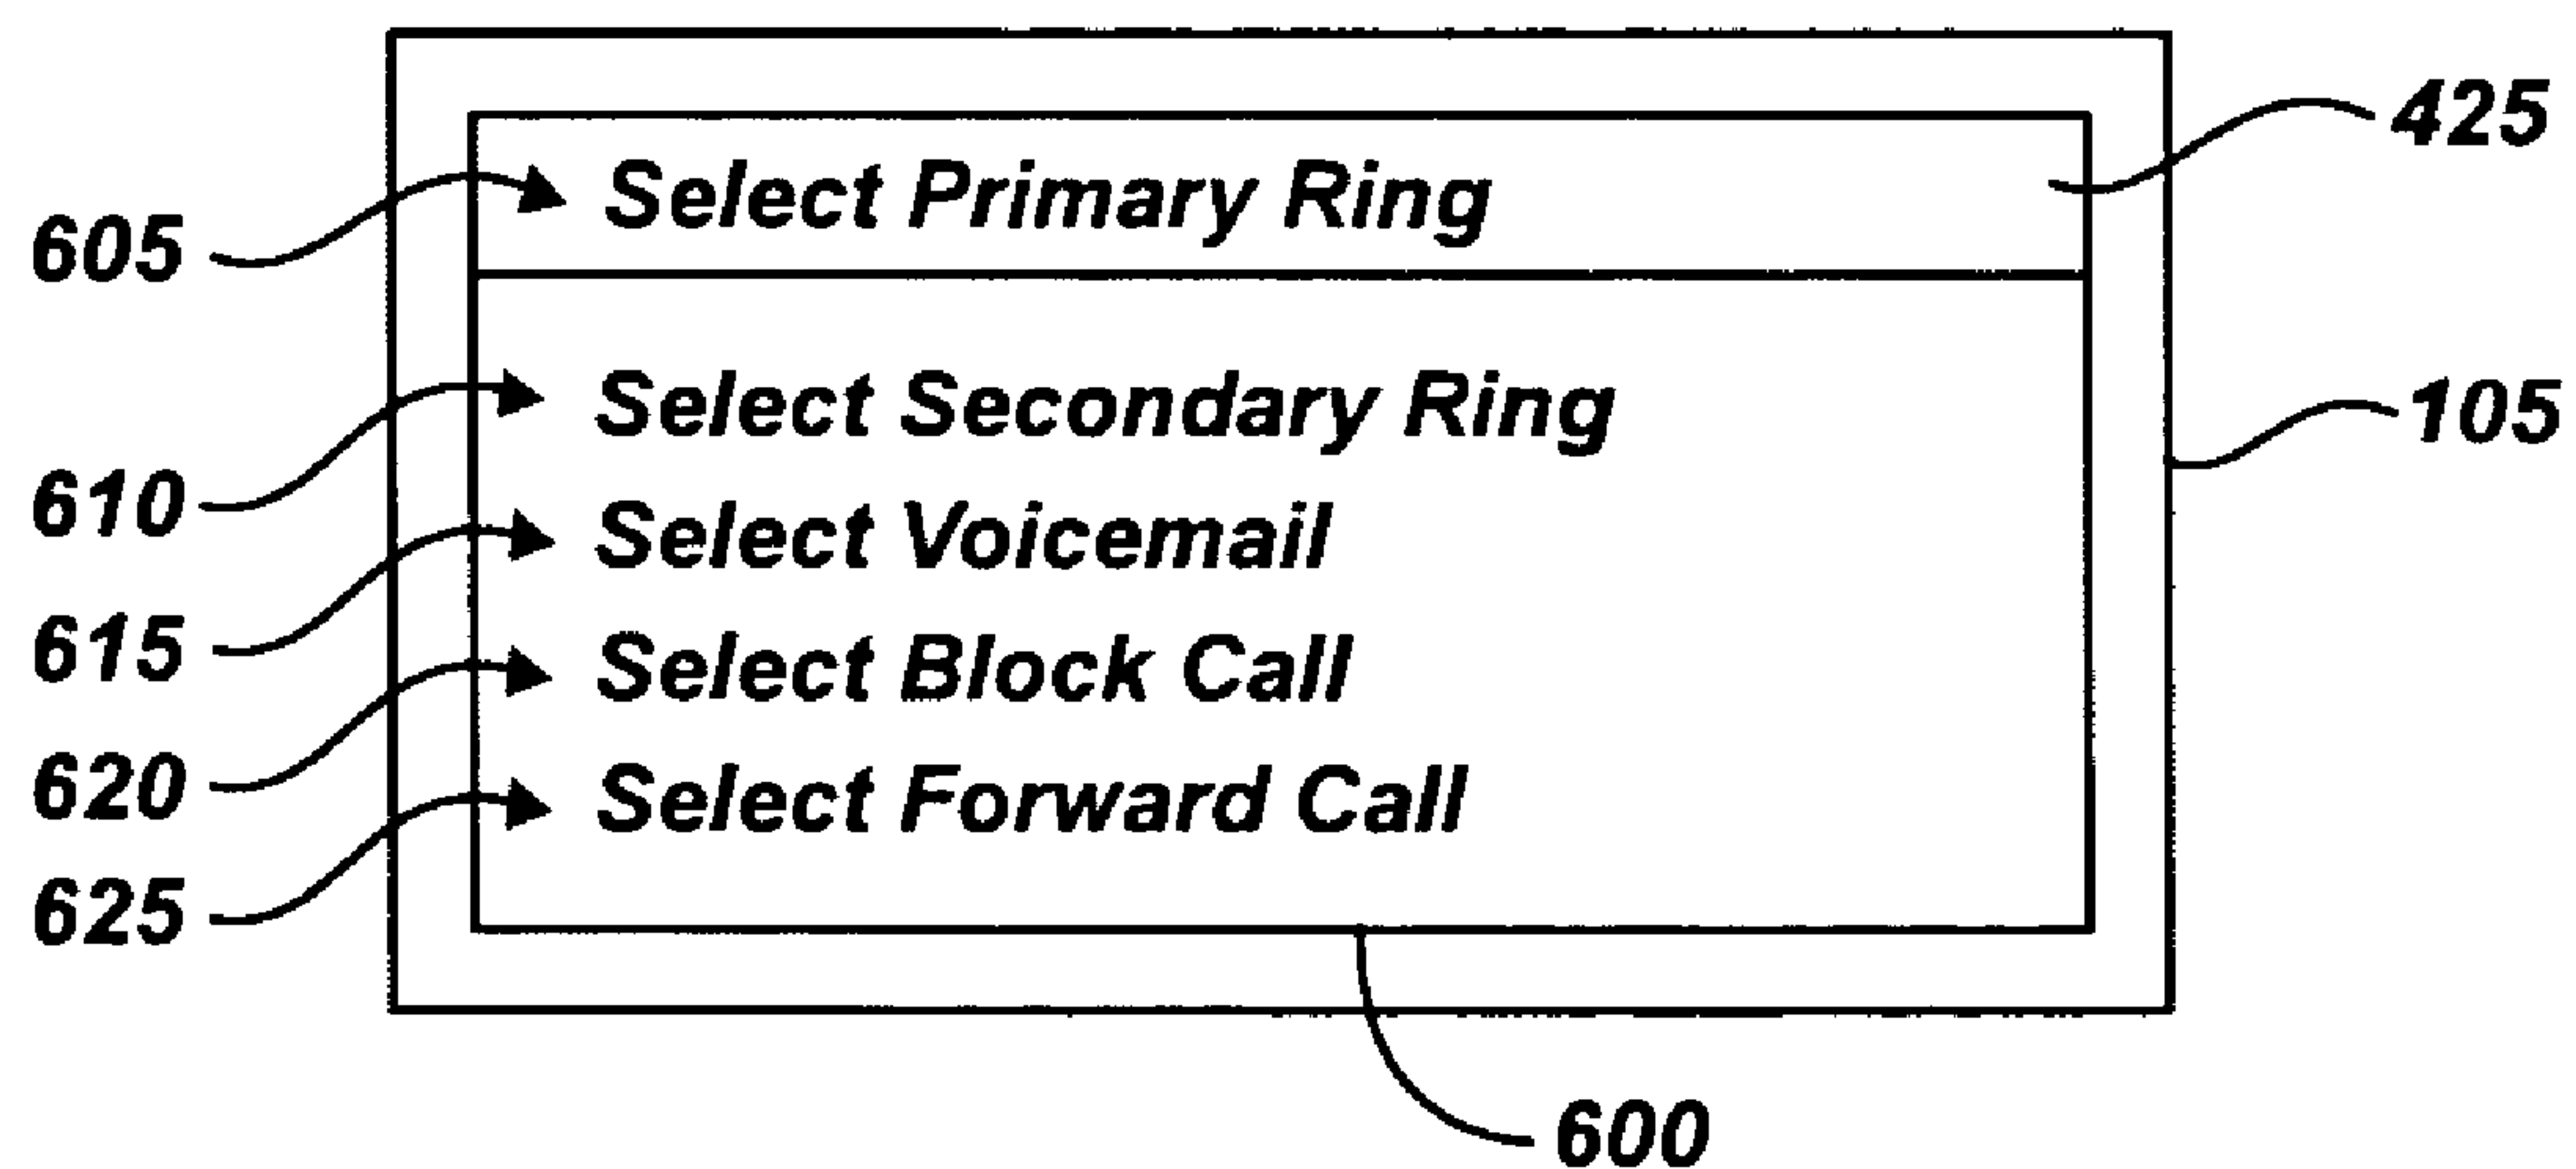 425
605 Select Primary Ring
105
610 Select Secondary Ring
615 Select Voicemail
620 Select Block Call
625 Select Forward Call
600